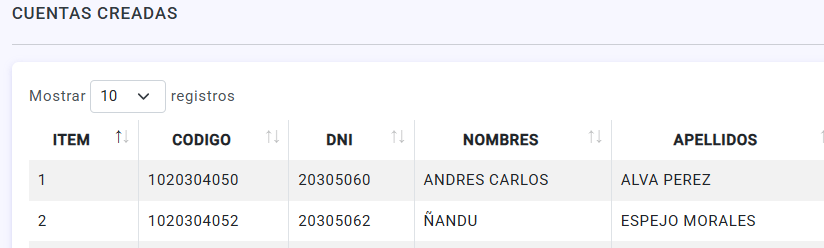 CUENTAS CREADAS
Mostrar 10 registros
ITEM CODIGO DNI NOMBRES APELLIDOS
1 1020304050 20305060 ANDRES CARLOS ALVA PEREZ
2 1020304052 20305062 ÑANDU ESPEJO MORALES